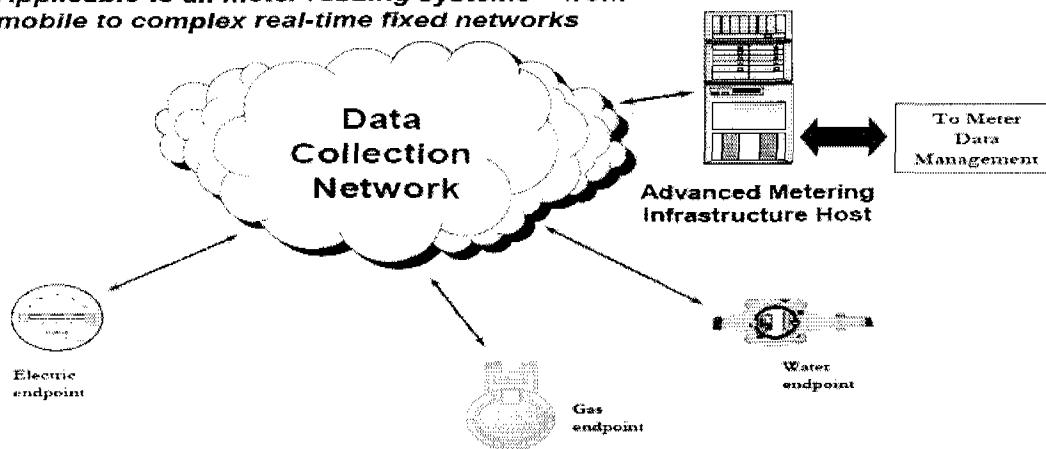 mobile to complex real-time fixed networks
Data
Collection
Network
To Meter
Data
Management
Advanced Metering
Infrastructure Host
Electric
endpoint
Gas
endpoint
Water
endpoint